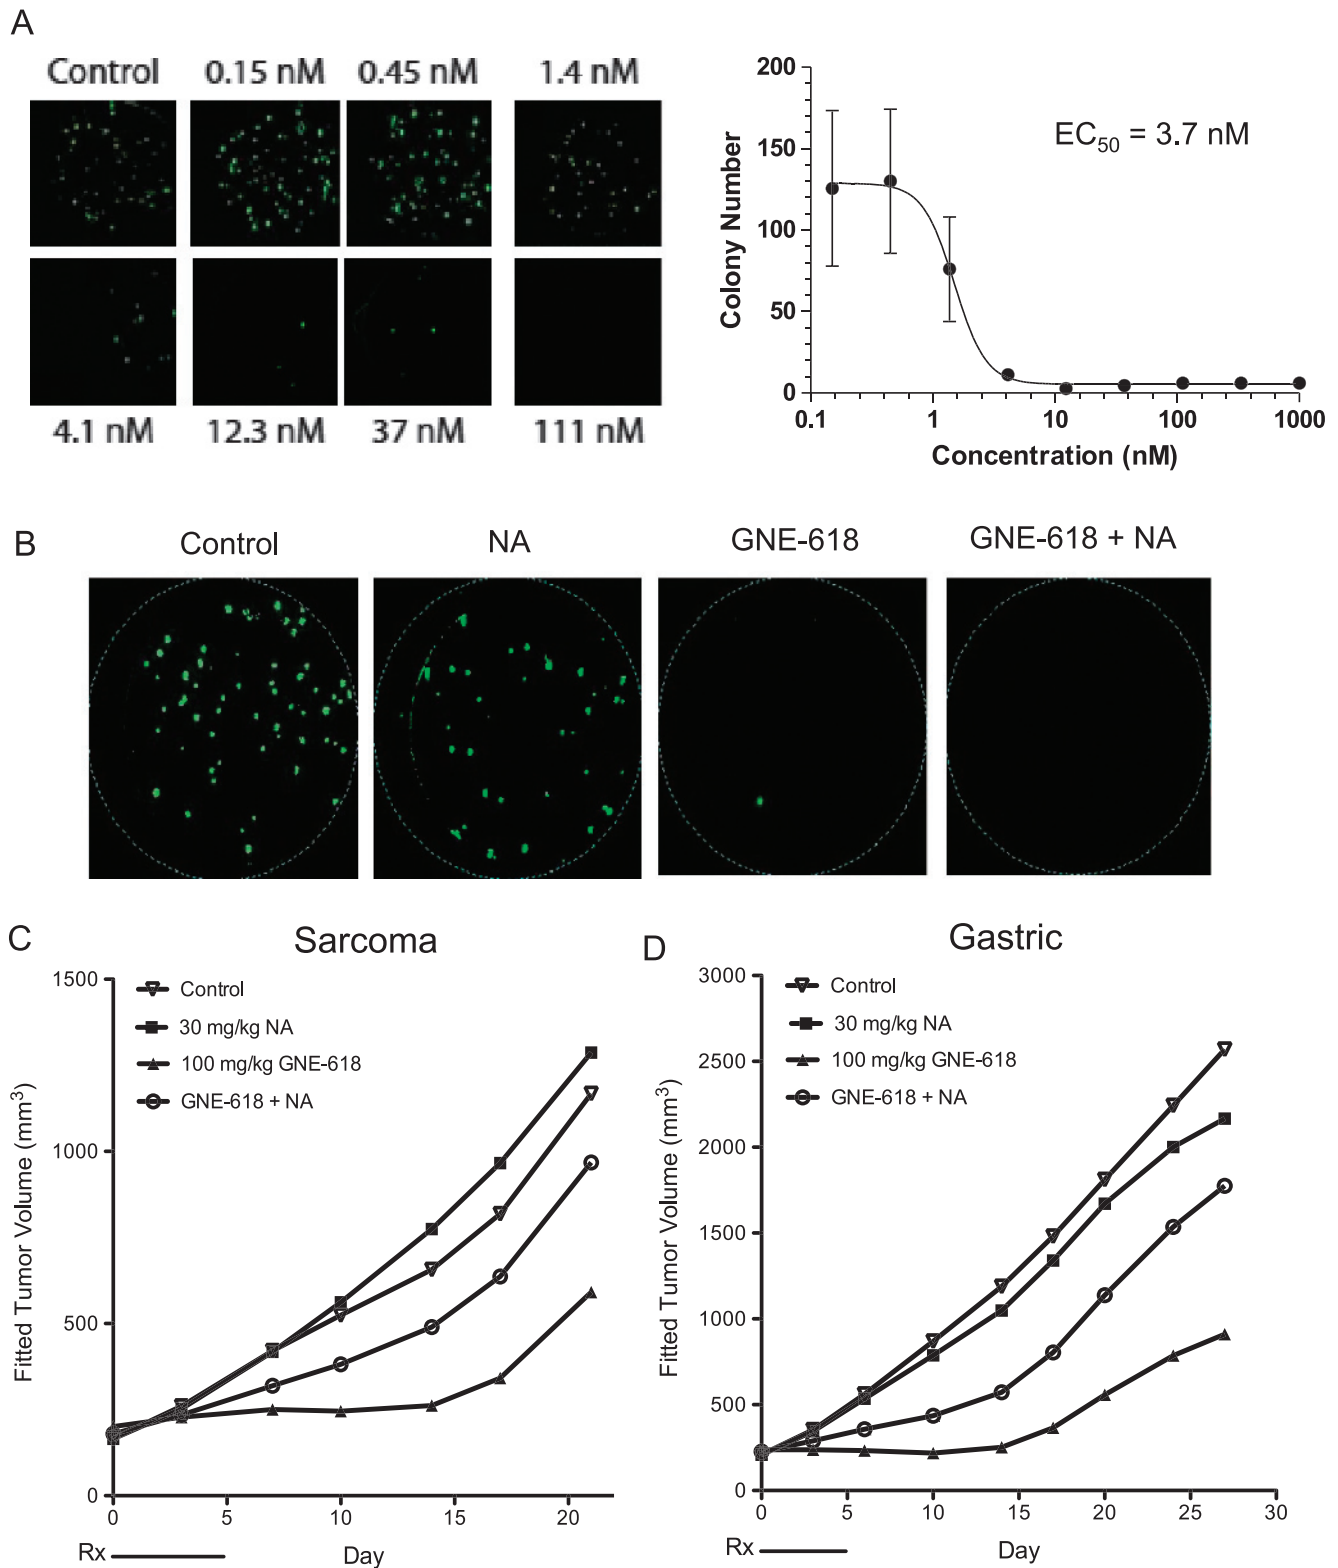 A
Control 0.15 nM 0.45 nM 1.4 nM
4.1 nM 12.3 nM 37 nM 111 nM
200
150
100
50
0
Colony Number
EC50 = 3.7 nM
0.1 1 10 100 1000
Concentration (nM)
B
Control NA GNE-618 GNE-618 + NA
C
Sarcoma
1500
1000
500
0
Fitted Tumor Volume (mm³)
Control
30 mg/kg NA
100 mg/kg GNE-618
GNE-618 + NA
0 5 10 15 20
Rx Day
D
Gastric
3000
2500
2000
1500
1000
500
0
Fitted Tumor Volume (mm³)
Control
30 mg/kg NA
100 mg/kg GNE-618
GNE-618 + NA
0 5 10 15 20 25 30
Rx Day